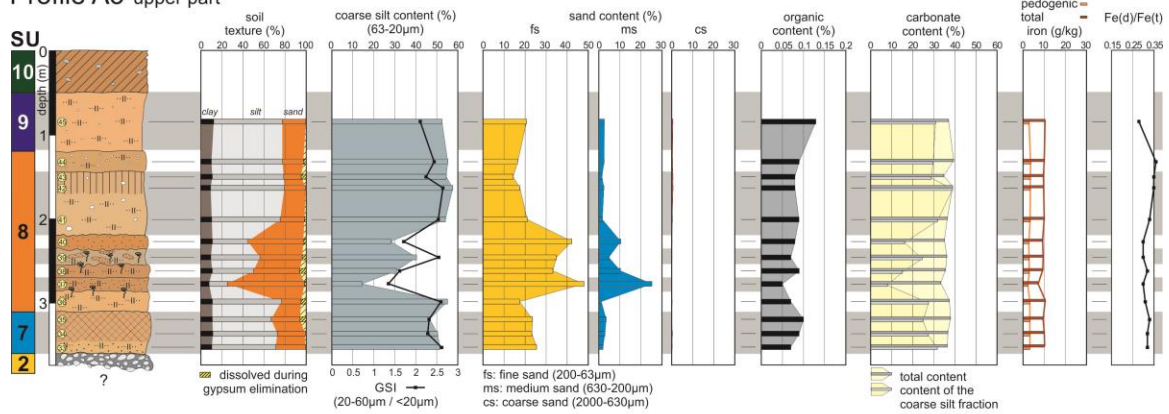 Profile A8 upper part
SU
10
9
8
7
2
depth (m)
0
1
2
3
?
soil
texture (%)
0 20 40 60 80 100
clay silt sand
dissolved during
gypsum elimination
coarse silt content (%)
(63-20µm)
0 10 20 30 40 50 60
0 0.5 1 1.5 2 2.5 3
GSI
(20-60µm / <20µm)
sand content (%)
fs
0 10 20 30 40 50
ms
0 10 20 30
cs
0 10 20 30
fs: fine sand (200-63µm)
ms: medium sand (630-200µm)
cs: coarse sand (2000-630µm)
organic
content (%)
0 0.05 0.1 0.15 0.2
carbonate
content (%)
0 10 20 30 40 50 60
total content
content of the
coarse silt fraction
pedogenic
total
iron (g/kg)
0 10 20 30
Fe(d)/Fe(t)
0.15 0.25 0.35